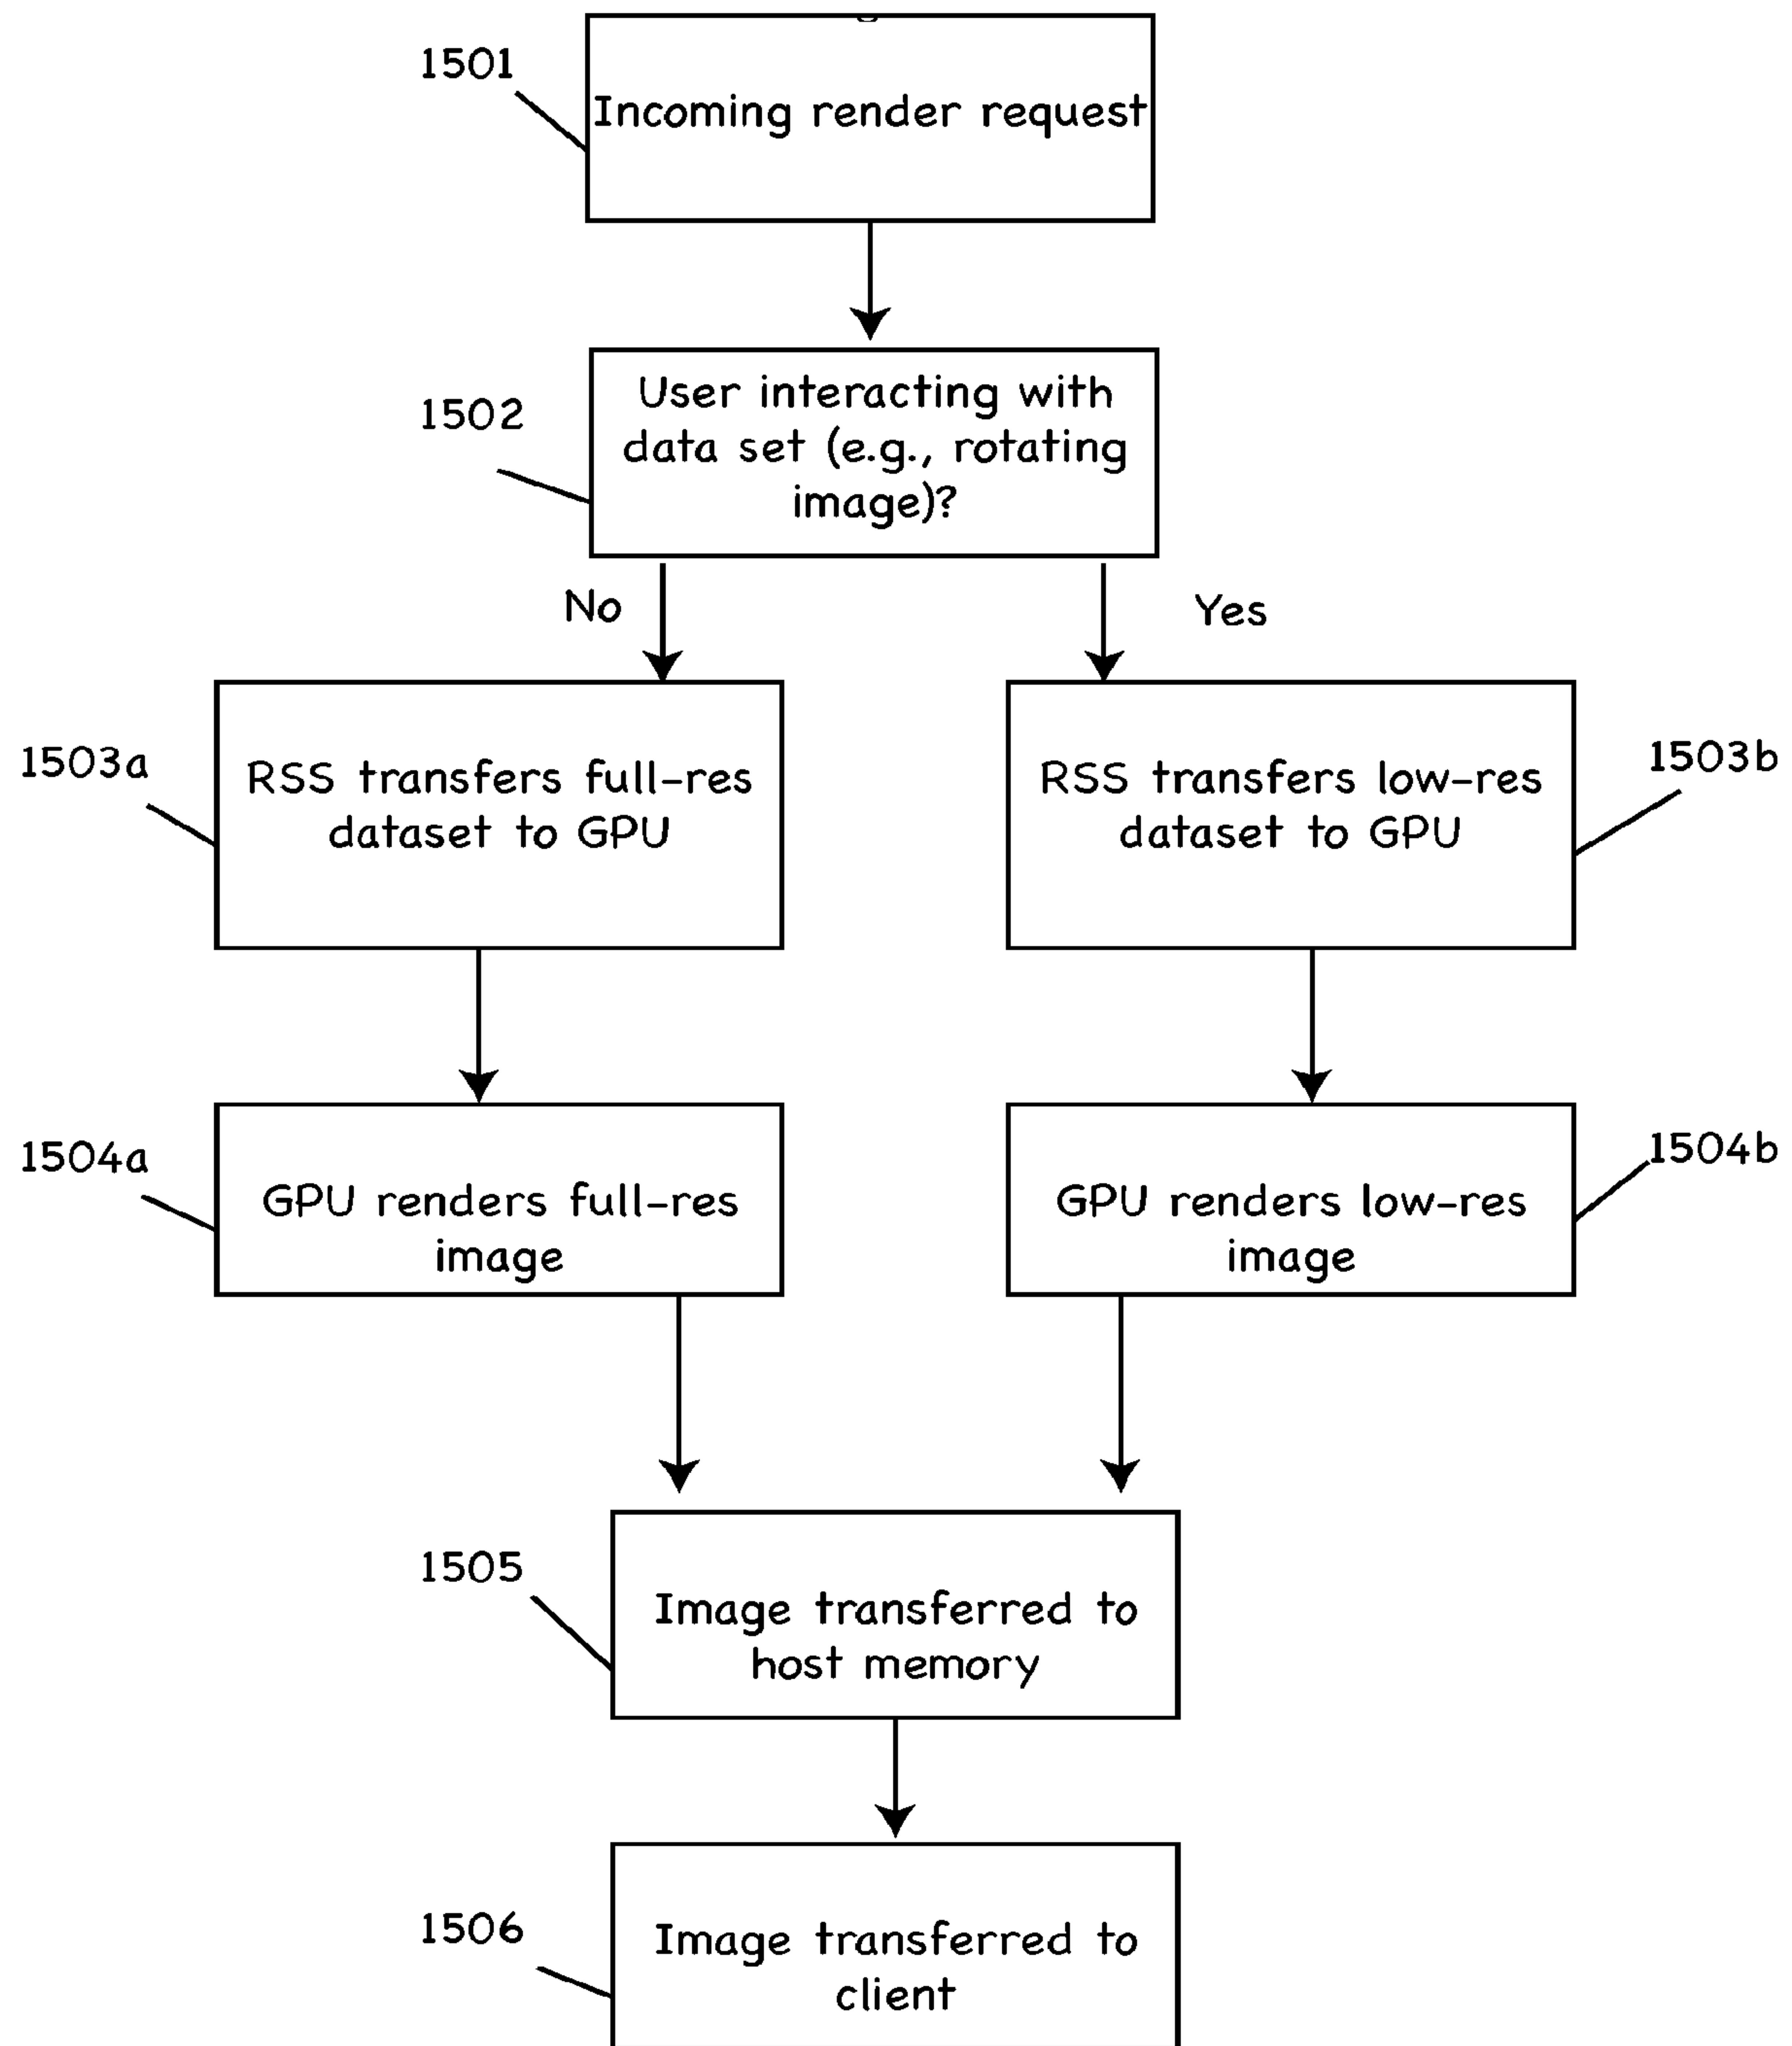 1501
Incoming render request
1502
User interacting with
data set (e.g., rotating
image)?
No
Yes
1503a
RSS transfers full-res
dataset to GPU
1503b
RSS transfers low-res
dataset to GPU
1504a
GPU renders full-res
image
1504b
GPU renders low-res
image
1505
Image transferred to
host memory
1506
Image transferred to
client